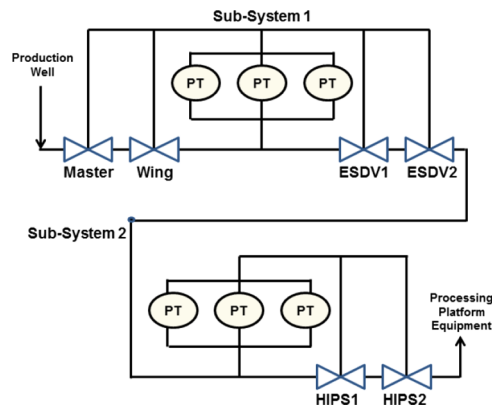 Sub-System 1
Production
Well
PT PT PT
Master Wing ESDV1 ESDV2
Sub-System 2
PT PT PT
Processing
Platform
Equipment
HIPS1 HIPS2